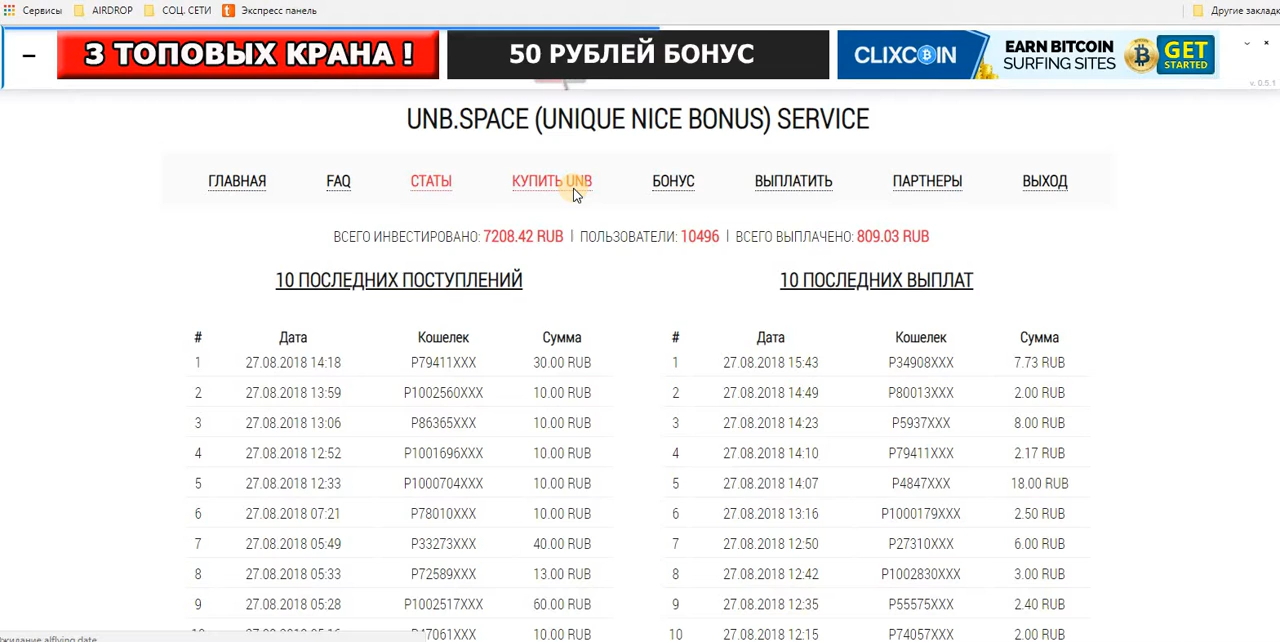 Сервисы AIRDROP СОЦ. СЕТИ Экспресс панель Другие закладк
3 ТОПОВЫХ КРАНА ! 50 РУБЛЕЙ БОНУС CLIXCOIN EARN BITCOIN SURFING SITES GET STARTED
v. 0.5.1
UNB.SPACE (UNIQUE NICE BONUS) SERVICE
ГЛАВНАЯ FAQ СТАТЫ КУПИТЬ UNB БОНУС ВЫПЛАТИТЬ ПАРТНЕРЫ ВЫХОД
ВСЕГО ИНВЕСТИРОВАНО: 7208.42 RUB | ПОЛЬЗОВАТЕЛИ: 10496 | ВСЕГО ВЫПЛАЧЕНО: 809.03 RUB
10 ПОСЛЕДНИХ ПОСТУПЛЕНИЙ 10 ПОСЛЕДНИХ ВЫПЛАТ
# Дата Кошелек Сумма # Дата Кошелек Сумма
1 27.08.2018 14:18 P79411XXX 30.00 RUB 1 27.08.2018 15:43 P34908XXX 7.73 RUB
2 27.08.2018 13:59 P1002560XXX 10.00 RUB 2 27.08.2018 14:49 P80013XXX 2.00 RUB
3 27.08.2018 13:06 P86365XXX 10.00 RUB 3 27.08.2018 14:23 P5937XXX 8.00 RUB
4 27.08.2018 12:52 P1001696XXX 10.00 RUB 4 27.08.2018 14:10 P79411XXX 2.17 RUB
5 27.08.2018 12:33 P1000704XXX 10.00 RUB 5 27.08.2018 14:07 P4847XXX 18.00 RUB
6 27.08.2018 07:21 P78010XXX 10.00 RUB 6 27.08.2018 13:16 P1000179XXX 2.50 RUB
7 27.08.2018 05:49 P33273XXX 40.00 RUB 7 27.08.2018 12:50 P27310XXX 6.00 RUB
8 27.08.2018 05:33 P72589XXX 13.00 RUB 8 27.08.2018 12:42 P1002830XXX 3.00 RUB
9 27.08.2018 05:28 P1002517XXX 60.00 RUB 9 27.08.2018 12:35 P55575XXX 2.40 RUB
10.00 RUB 10 27.08.2018 12:15 P74057XXX 2.00 RUB